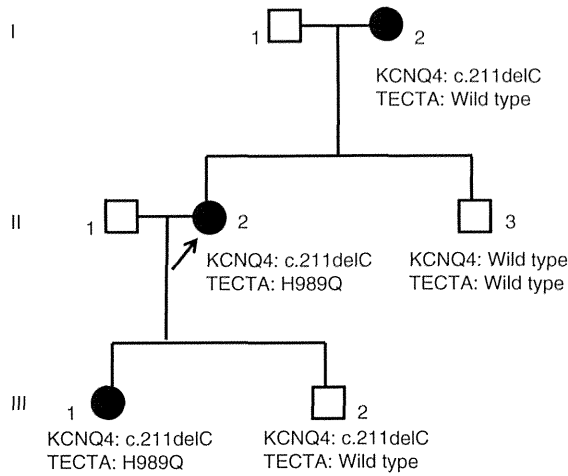 I
1
2
KCNQ4: c.211delC
TECTA: Wild type
II
1
2
3
KCNQ4: c.211delC
TECTA: H989Q
KCNQ4: Wild type
TECTA: Wild type
III
1
2
KCNQ4: c.211delC
TECTA: H989Q
KCNQ4: c.211delC
TECTA: Wild type